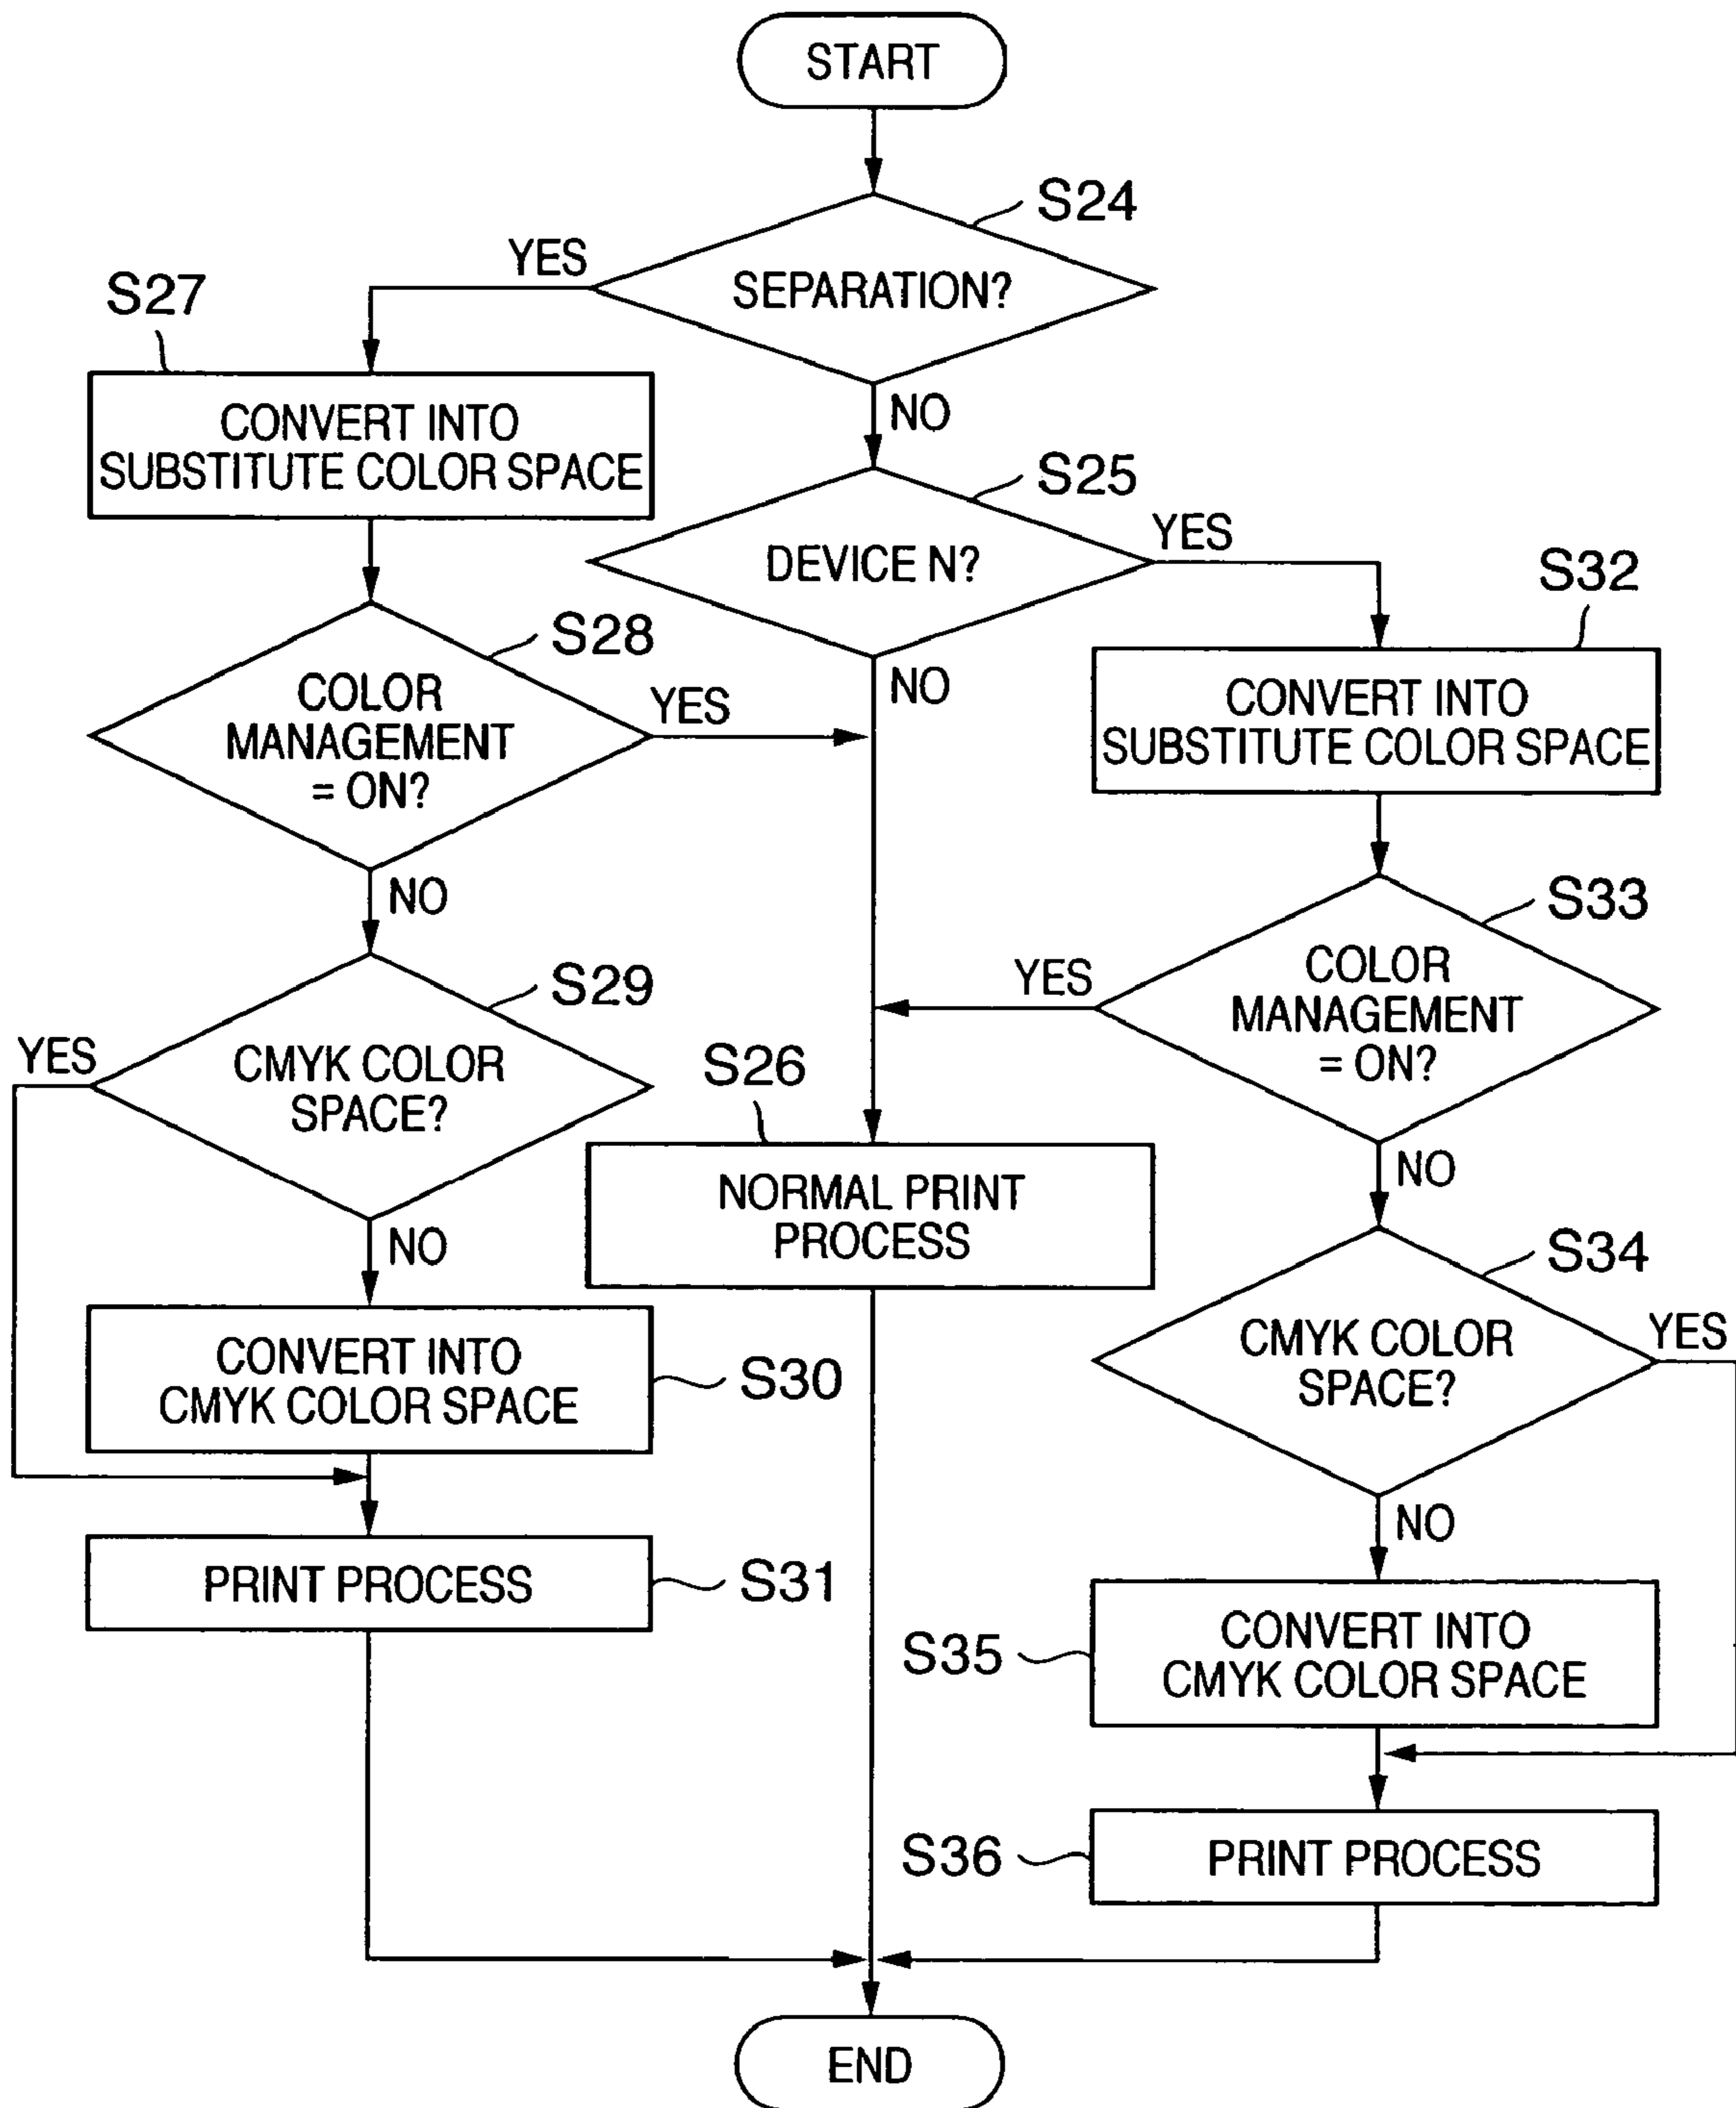 START
S24
YES
SEPARATION?
S27
NO
CONVERT INTO
SUBSTITUTE COLOR SPACE
S25
YES
DEVICE N?
S32
S28
NO
COLOR
MANAGEMENT
= ON?
YES
CONVERT INTO
SUBSTITUTE COLOR SPACE
NO
S33
S29
YES
COLOR
MANAGEMENT
= ON?
YES
CMYK COLOR
SPACE?
S26
NO
NORMAL PRINT
PROCESS
NO
S34
CMYK COLOR
SPACE?
YES
CONVERT INTO
CMYK COLOR SPACE
S30
NO
PRINT PROCESS
S31
S35
CONVERT INTO
CMYK COLOR SPACE
S36
PRINT PROCESS
END